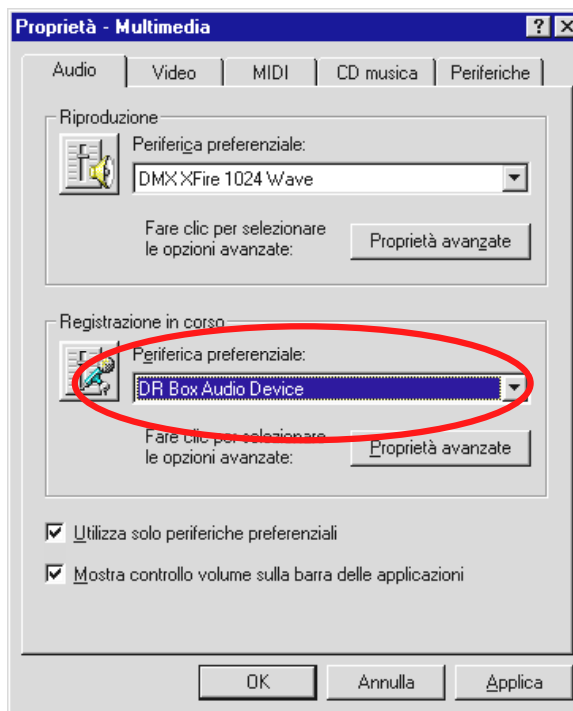 Proprietà - Multimedia
Audio
Video
MIDI
CD musica
Periferiche
Riproduzione
Periferica preferenziale:
DMX XFire 1024 Wave
Fare clic per selezionare
le opzioni avanzate:
Proprietà avanzate
Registrazione in corso
Periferica preferenziale:
DR Box Audio Device
Fare clic per selezionare
le opzioni avanzate:
Proprietà avanzate
Utilizza solo periferiche preferenziali
Mostra controllo volume sulla barra delle applicazioni
OK
Annulla
Applica